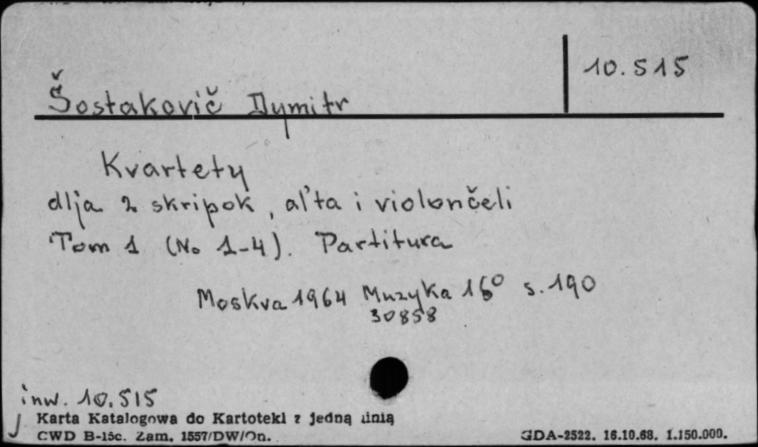 10.515
Šostakovič Dymitr
Kvartety
dlja 2 skripok, al'ta i violončeli
Tom 1 (No 1-4). Partitura
Moskva 1964 Muzyka 16° s. 190
30858
inw. 10.515
Karta Katalogowa do Kartoteki z jedną linią
CWD B-15c. Zam. 1557/DW/On.
GDA-2522. 16.10.68. 1.150.000.